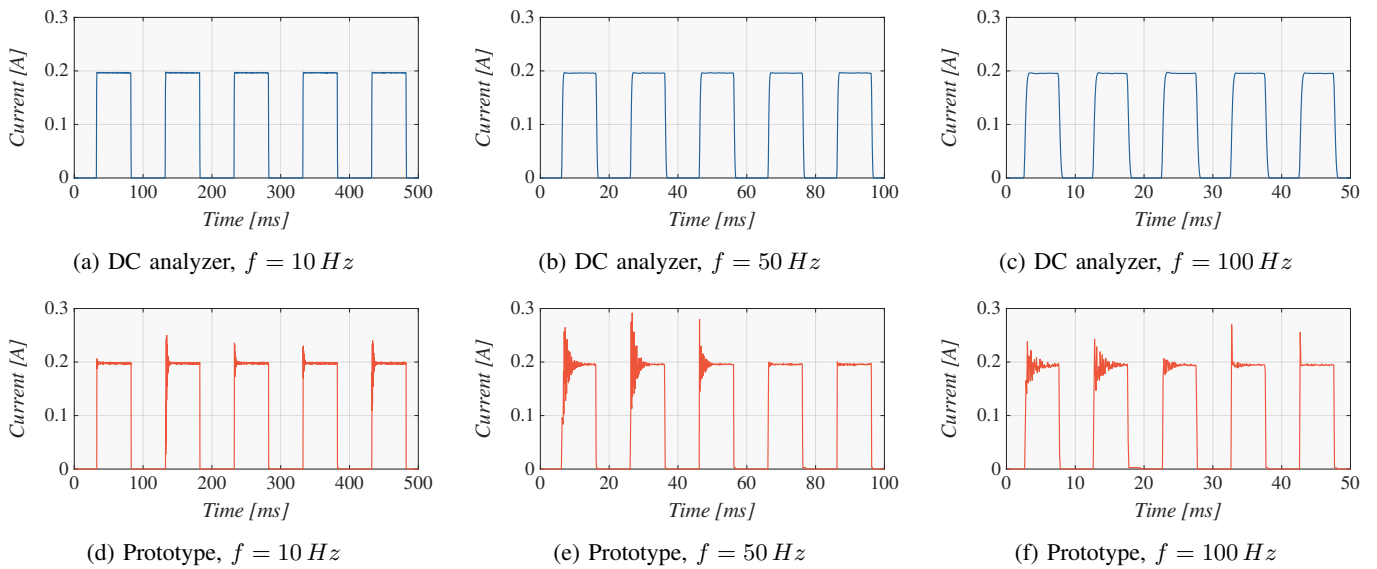 0.3
0.2
0.1
0
Current [A]
0 100 200 300 400 500
Time [ms]
(a) DC analyzer, f = 10 Hz
0.3
0.2
0.1
0
Current [A]
0 20 40 60 80 100
Time [ms]
(b) DC analyzer, f = 50 Hz
0.3
0.2
0.1
0
Current [A]
0 10 20 30 40 50
Time [ms]
(c) DC analyzer, f = 100 Hz
0.3
0.2
0.1
0
Current [A]
0 100 200 300 400 500
Time [ms]
(d) Prototype, f = 10 Hz
0.3
0.2
0.1
0
Current [A]
0 20 40 60 80 100
Time [ms]
(e) Prototype, f = 50 Hz
0.3
0.2
0.1
0
Current [A]
0 10 20 30 40 50
Time [ms]
(f) Prototype, f = 100 Hz